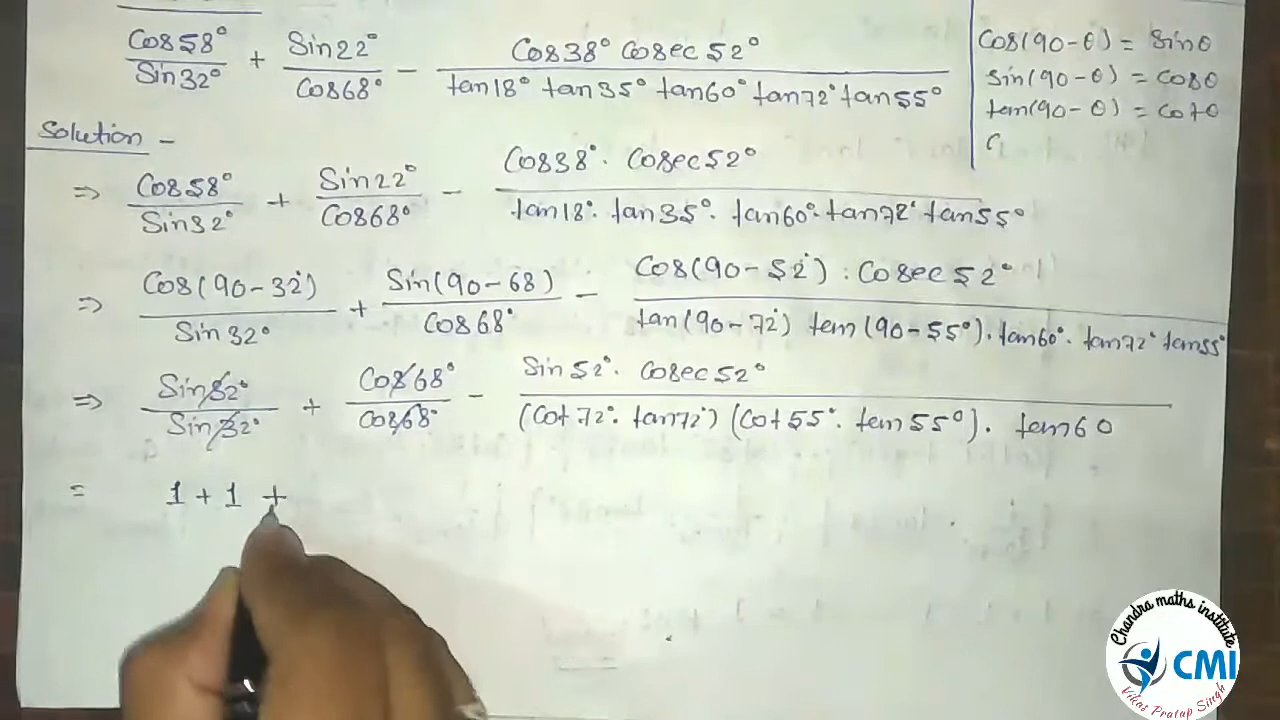 Cos58° / Sin32° + Sin22° / Cos68° - Cos38° Cosec52° / tan18° tan35° tan60° tan72° tan55°
Cos(90-θ) = Sinθ
Sin(90-θ) = Cosθ
tan(90-θ) = Cotθ
C
Solution -
⇒ Cos58° / Sin32° + Sin22° / Cos68° - Cos38°. Cosec52° / tan18°. tan35°. tan60°. tan72° tan55°
⇒ Cos(90-32°) / Sin32° + Sin(90-68) / Cos68° - Cos(90-52°) . Cosec52° / tan(90-72°) tan(90-55°). tan60°. tan72° tan55°
⇒ Sin32° / Sin32° + Cos68° / Cos68° - Sin52°. Cosec52° / (Cot72°. tan72°) (Cot55°. tan55°). tan60
= 1 + 1 +
Chandra maths institute
CMI
Vikas Pratap Singh